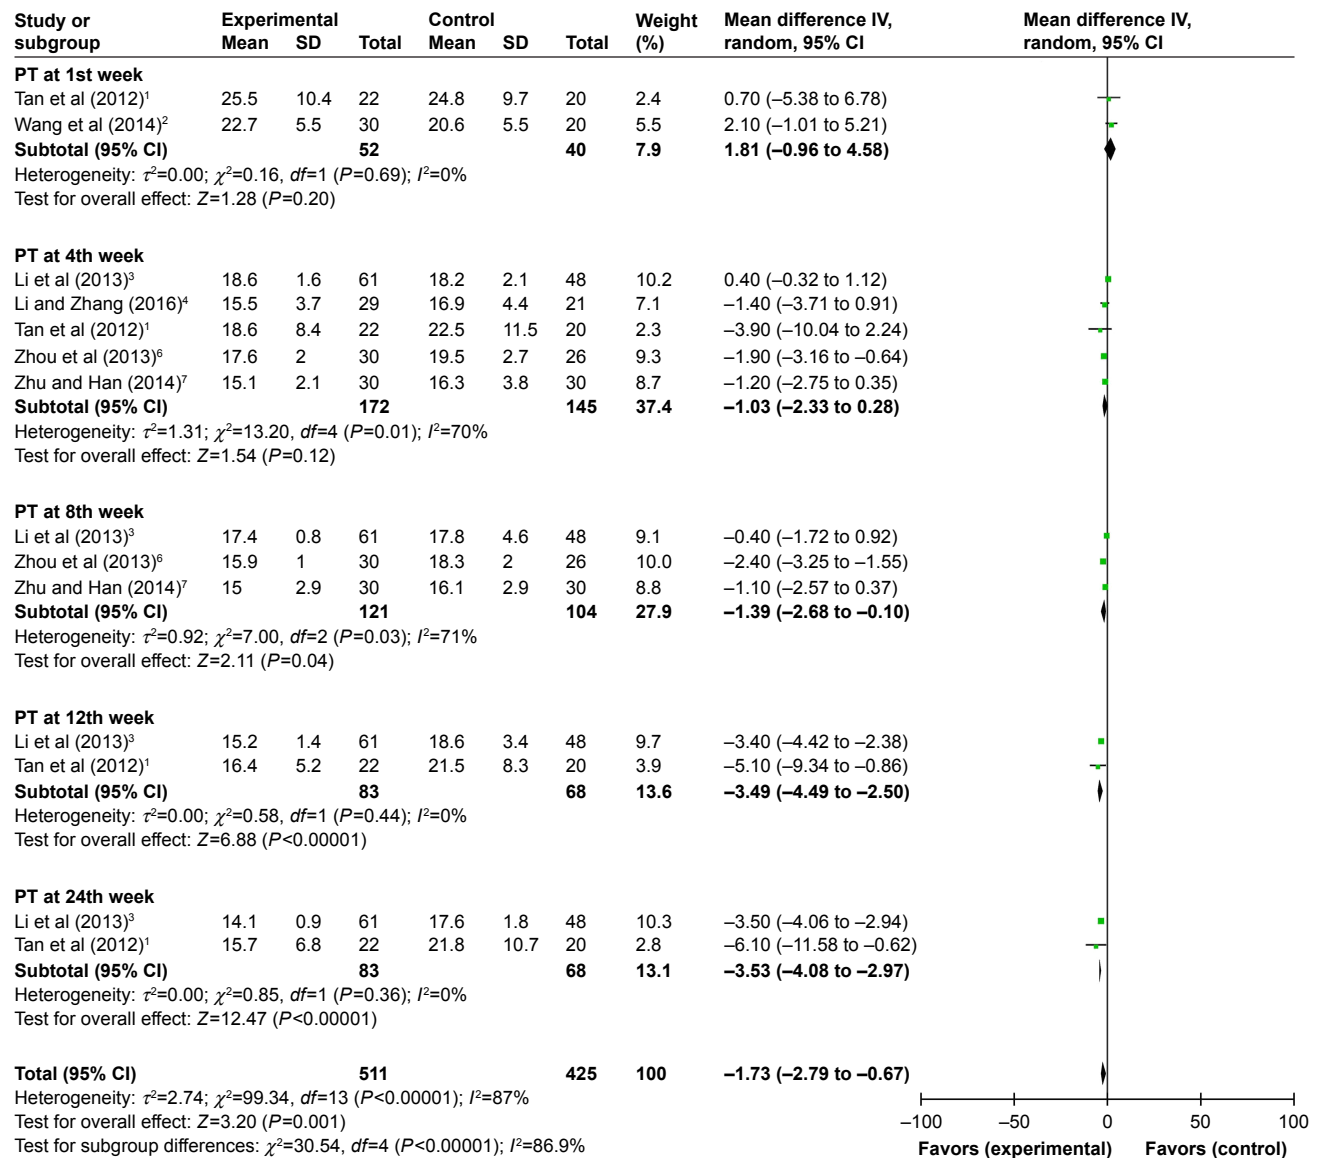 Study or Experimental Control Weight Mean difference IV, Mean difference IV,
subgroup Mean SD Total Mean SD Total (%) random, 95% CI random, 95% CI
PT at 1st week
Tan et al (2012)¹ 25.5 10.4 22 24.8 9.7 20 2.4 0.70 (–5.38 to 6.78)
Wang et al (2014)² 22.7 5.5 30 20.6 5.5 20 5.5 2.10 (–1.01 to 5.21)
Subtotal (95% CI) 52 40 7.9 1.81 (–0.96 to 4.58)
Heterogeneity: τ²=0.00; χ²=0.16, df=1 (P=0.69); I²=0%
Test for overall effect: Z=1.28 (P=0.20)
PT at 4th week
Li et al (2013)³ 18.6 1.6 61 18.2 2.1 48 10.2 0.40 (–0.32 to 1.12)
Li and Zhang (2016)⁴ 15.5 3.7 29 16.9 4.4 21 7.1 –1.40 (–3.71 to 0.91)
Tan et al (2012)¹ 18.6 8.4 22 22.5 11.5 20 2.3 –3.90 (–10.04 to 2.24)
Zhou et al (2013)⁶ 17.6 2 30 19.5 2.7 26 9.3 –1.90 (–3.16 to –0.64)
Zhu and Han (2014)⁷ 15.1 2.1 30 16.3 3.8 30 8.7 –1.20 (–2.75 to 0.35)
Subtotal (95% CI) 172 145 37.4 –1.03 (–2.33 to 0.28)
Heterogeneity: τ²=1.31; χ²=13.20, df=4 (P=0.01); I²=70%
Test for overall effect: Z=1.54 (P=0.12)
PT at 8th week
Li et al (2013)³ 17.4 0.8 61 17.8 4.6 48 9.1 –0.40 (–1.72 to 0.92)
Zhou et al (2013)⁶ 15.9 1 30 18.3 2 26 10.0 –2.40 (–3.25 to –1.55)
Zhu and Han (2014)⁷ 15 2.9 30 16.1 2.9 30 8.8 –1.10 (–2.57 to 0.37)
Subtotal (95% CI) 121 104 27.9 –1.39 (–2.68 to –0.10)
Heterogeneity: τ²=0.92; χ²=7.00, df=2 (P=0.03); I²=71%
Test for overall effect: Z=2.11 (P=0.04)
PT at 12th week
Li et al (2013)³ 15.2 1.4 61 18.6 3.4 48 9.7 –3.40 (–4.42 to –2.38)
Tan et al (2012)¹ 16.4 5.2 22 21.5 8.3 20 3.9 –5.10 (–9.34 to –0.86)
Subtotal (95% CI) 83 68 13.6 –3.49 (–4.49 to –2.50)
Heterogeneity: τ²=0.00; χ²=0.58, df=1 (P=0.44); I²=0%
Test for overall effect: Z=6.88 (P<0.00001)
PT at 24th week
Li et al (2013)³ 14.1 0.9 61 17.6 1.8 48 10.3 –3.50 (–4.06 to –2.94)
Tan et al (2012)¹ 15.7 6.8 22 21.8 10.7 20 2.8 –6.10 (–11.58 to –0.62)
Subtotal (95% CI) 83 68 13.1 –3.53 (–4.08 to –2.97)
Heterogeneity: τ²=0.00; χ²=0.85, df=1 (P=0.36); I²=0%
Test for overall effect: Z=12.47 (P<0.00001)
Total (95% CI) 511 425 100 –1.73 (–2.79 to –0.67)
Heterogeneity: τ²=2.74; χ²=99.34, df=13 (P<0.00001); I²=87%
Test for overall effect: Z=3.20 (P=0.001)
Test for subgroup differences: χ²=30.54, df=4 (P<0.00001); I²=86.9%
–100 –50 0 50 100
Favors (experimental) Favors (control)